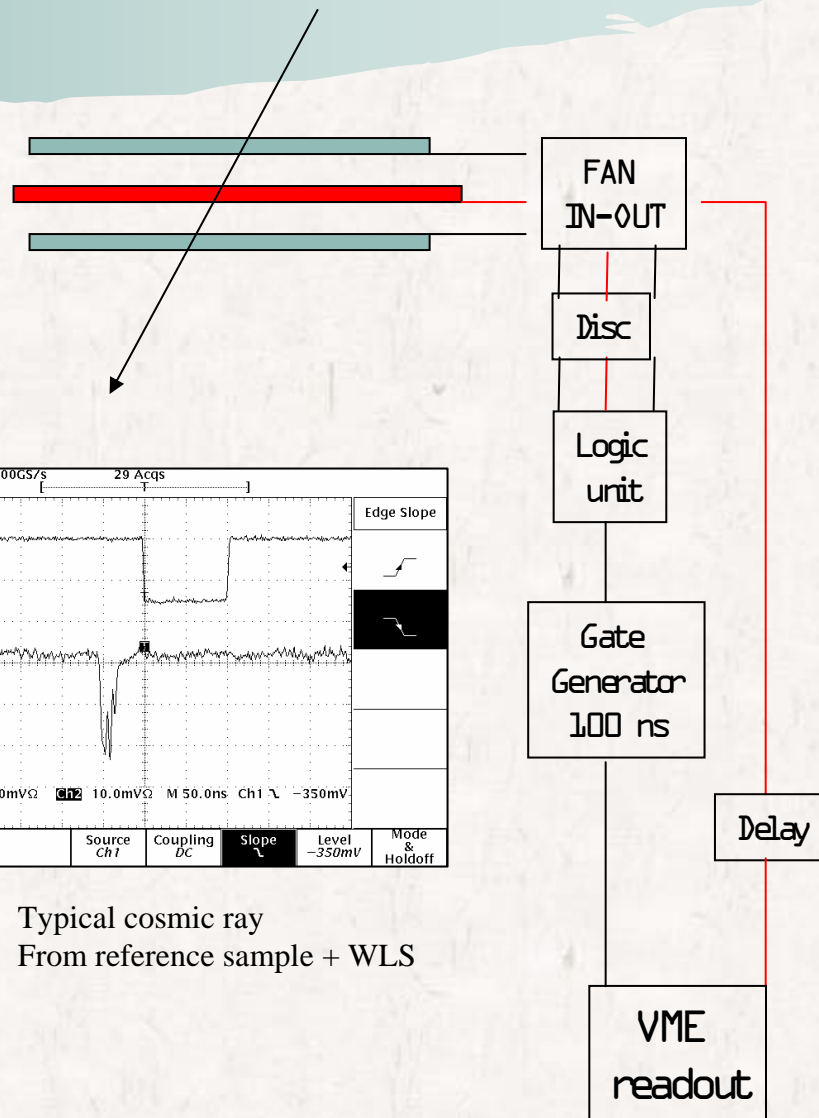 FAN
IN-OUT
Disc
Logic
unit
Gate
Generator
100 ns
Delay
VME
readout
00GS/s 29 Acqs
[ T ]
Edge Slope
T
0mVΩ Ch2 10.0mVΩ M 50.0ns Ch1 -350mV
Source
Ch1
Coupling
DC
Slope
Level
-350mV
Mode
&
Holdoff
Typical cosmic ray
From reference sample + WLS